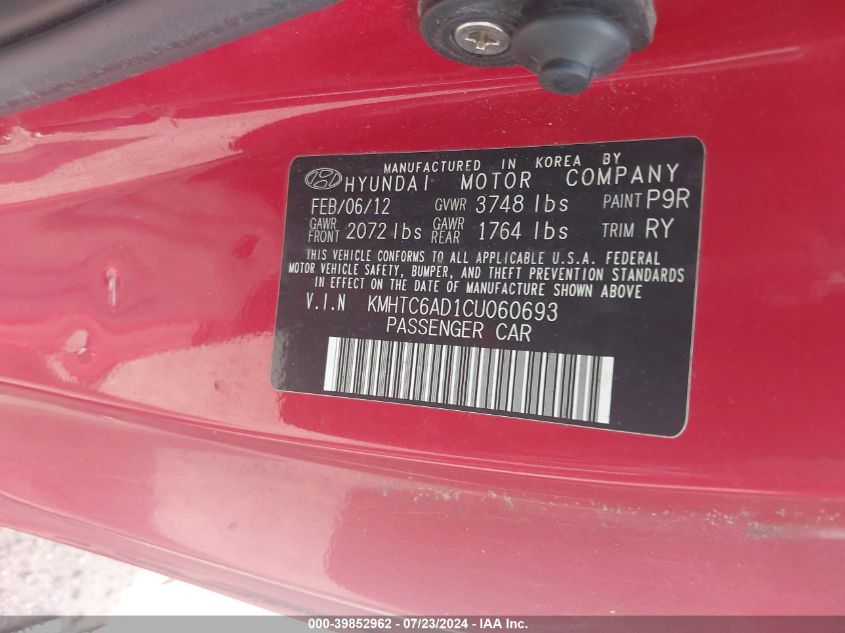 MANUFACTURED IN KOREA BY
HYUNDAI MOTOR COMPANY
FEB/06/12 GVWR 3748 lbs PAINT P9R
GAWR FRONT 2072 lbs GAWR REAR 1764 lbs TRIM RY
THIS VEHICLE CONFORMS TO ALL APPLICABLE U.S.A. FEDERAL
MOTOR VEHICLE SAFETY, BUMPER, AND THEFT PREVENTION STANDARDS
IN EFFECT ON THE DATE OF MANUFACTURE SHOWN ABOVE
V.I.N KMHTC6AD1CU060693
PASSENGER CAR
000-39852962 - 07/23/2024 - IAA Inc.